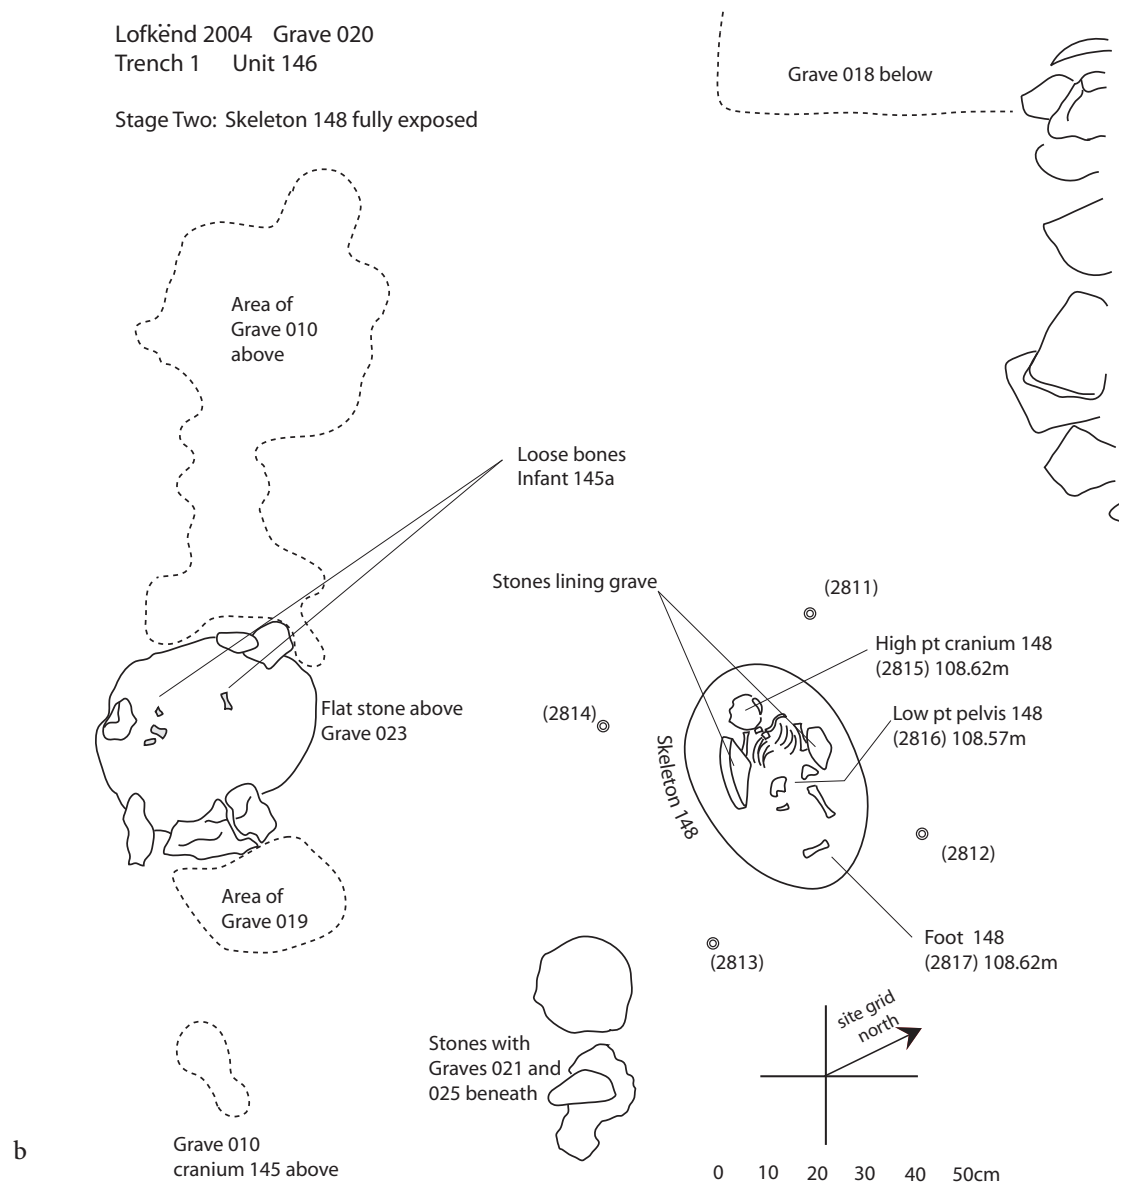 Lofkënd 2004 Grave 020
Trench 1 Unit 146
Stage Two: Skeleton 148 fully exposed
Grave 018 below
Area of
Grave 010
above
Loose bones
Infant 145a
Stones lining grave
(2811)
High pt cranium 148
(2815) 108.62m
Low pt pelvis 148
(2816) 108.57m
Flat stone above
Grave 023
(2814)
Skeleton 148
(2812)
Area of
Grave 019
Foot 148
(2817) 108.62m
(2813)
site grid
north
Stones with
Graves 021 and
025 beneath
Grave 010
cranium 145 above
b
0 10 20 30 40 50cm